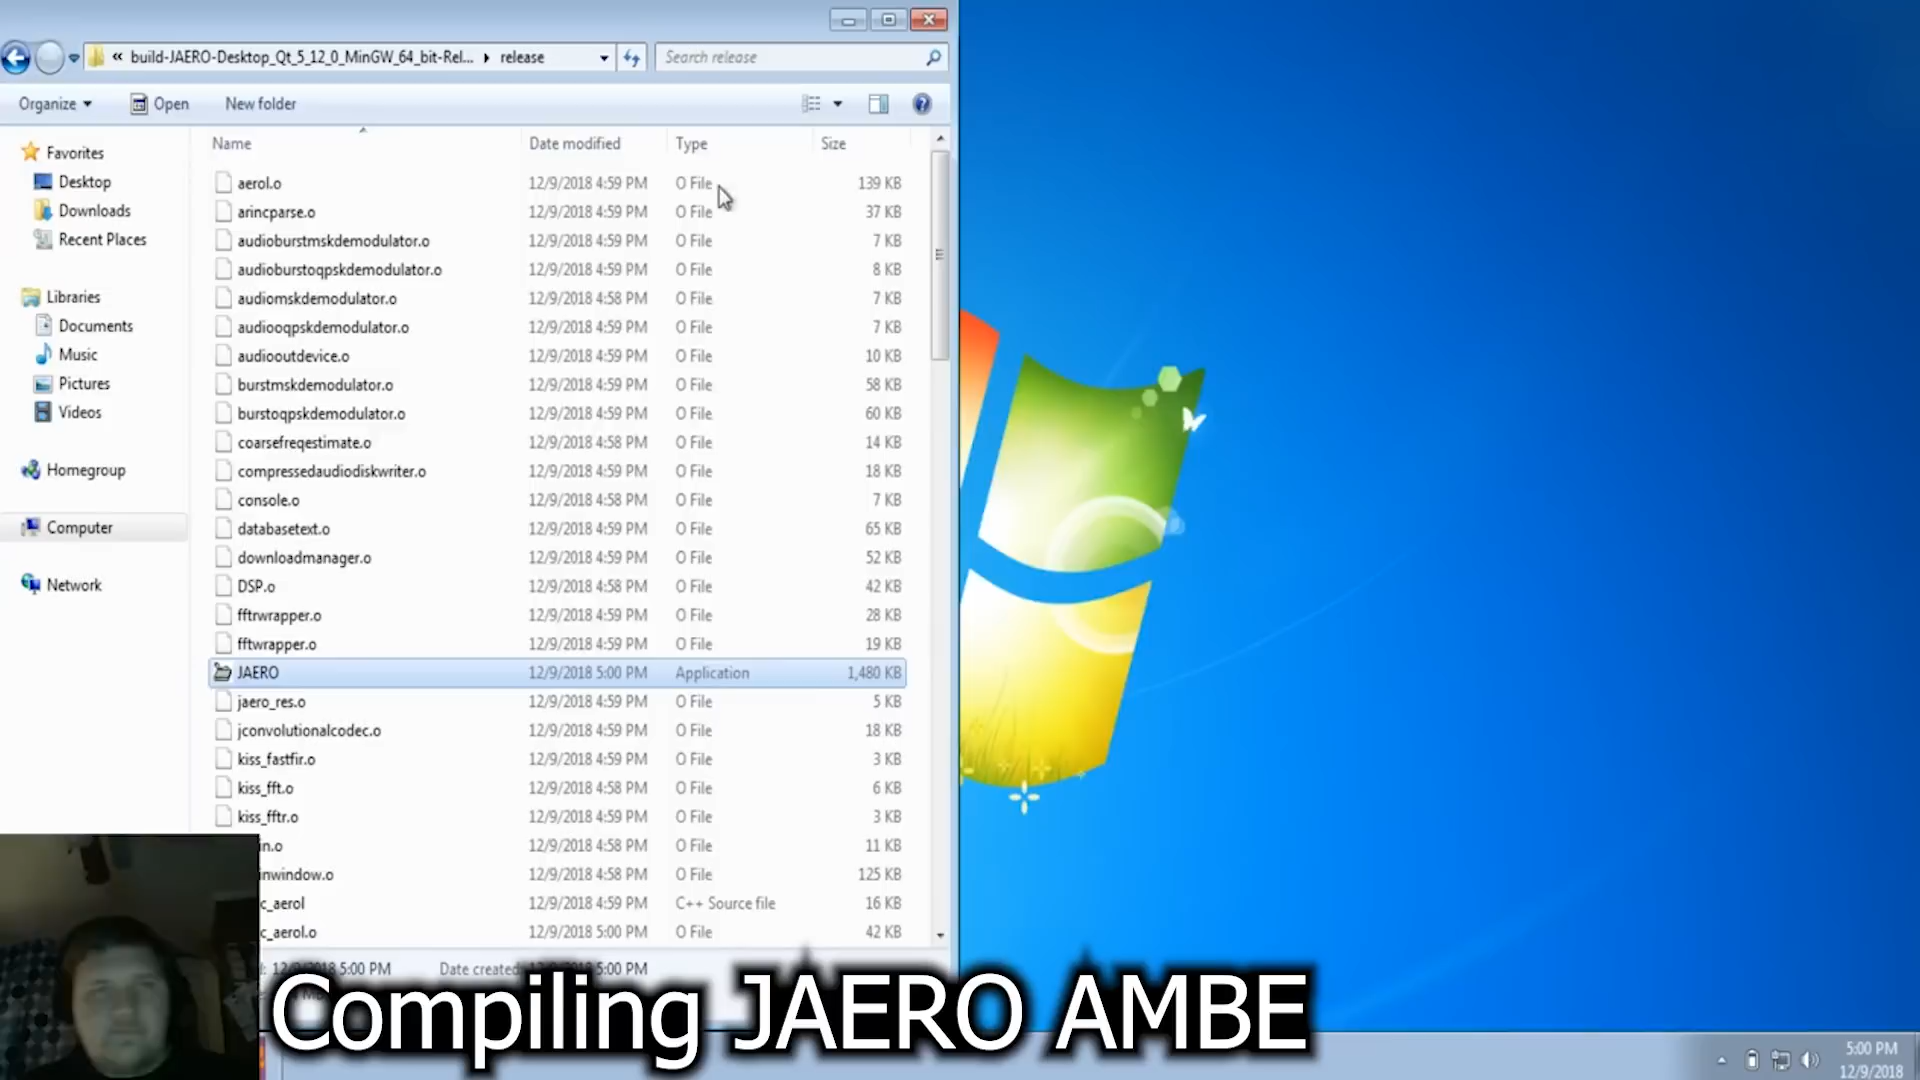 « build-JAERO-Desktop_Qt_5_12_0_MinGW_64_bit-Rel... ▸ release
Search release
Organize
Open
New folder
Name Date modified Type Size
Favorites
Desktop
Downloads
Recent Places
Libraries
Documents
Music
Pictures
Videos
Homegroup
Computer
Network
aerol.o 12/9/2018 4:59 PM O File 139 KB
arincparse.o 12/9/2018 4:59 PM O File 37 KB
audioburstmskdemodulator.o 12/9/2018 4:59 PM O File 7 KB
audioburstoqpskdemodulator.o 12/9/2018 4:59 PM O File 8 KB
audiomskdemodulator.o 12/9/2018 4:58 PM O File 7 KB
audiooqpskdemodulator.o 12/9/2018 4:59 PM O File 7 KB
audiooutdevice.o 12/9/2018 4:59 PM O File 10 KB
burstmskdemodulator.o 12/9/2018 4:59 PM O File 58 KB
burstoqpskdemodulator.o 12/9/2018 4:59 PM O File 60 KB
coarsefreqestimate.o 12/9/2018 4:58 PM O File 14 KB
compressedaudiodiskwriter.o 12/9/2018 4:59 PM O File 18 KB
console.o 12/9/2018 4:58 PM O File 7 KB
databasetext.o 12/9/2018 4:59 PM O File 65 KB
downloadmanager.o 12/9/2018 4:59 PM O File 52 KB
DSP.o 12/9/2018 4:58 PM O File 42 KB
fftrwrapper.o 12/9/2018 4:59 PM O File 28 KB
fftwrapper.o 12/9/2018 4:59 PM O File 19 KB
JAERO 12/9/2018 5:00 PM Application 1,480 KB
jaero_res.o 12/9/2018 4:59 PM O File 5 KB
jconvolutionalcodec.o 12/9/2018 4:59 PM O File 18 KB
kiss_fastfir.o 12/9/2018 4:59 PM O File 3 KB
kiss_fft.o 12/9/2018 4:58 PM O File 6 KB
kiss_fftr.o 12/9/2018 4:59 PM O File 3 KB
in.o 12/9/2018 4:58 PM O File 11 KB
inwindow.o 12/9/2018 4:58 PM O File 125 KB
c_aerol 12/9/2018 4:59 PM C++ Source file 16 KB
c_aerol.o 12/9/2018 5:00 PM O File 42 KB
5:00 PM Date created 5:00 PM
Compiling JAERO AMBE
5:00 PM
12/9/2018